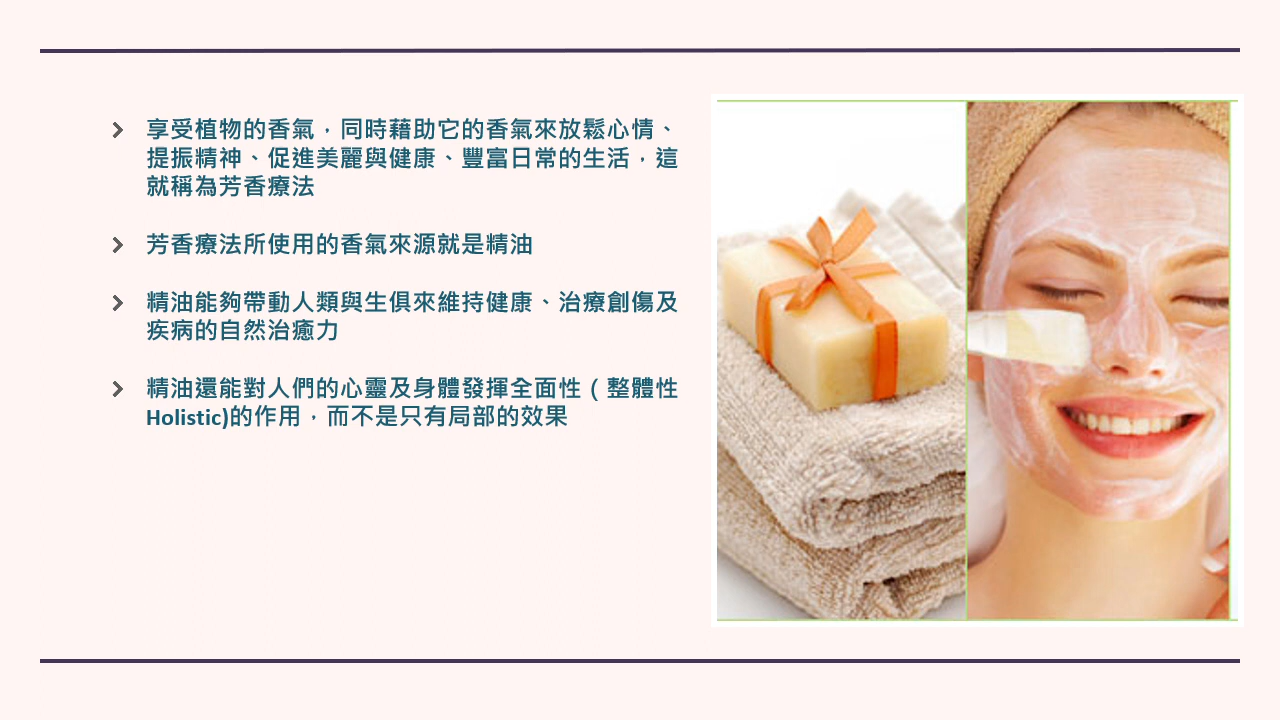 享受植物的香氣，同時藉助它的香氣來放鬆心情、
提振精神、促進美麗與健康、豐富日常的生活，這
就稱為芳香療法
芳香療法所使用的香氣來源就是精油
精油能夠帶動人類與生俱來維持健康、治療創傷及
疾病的自然治癒力
精油還能對人們的心靈及身體發揮全面性（整體性
Holistic)的作用，而不是只有局部的效果